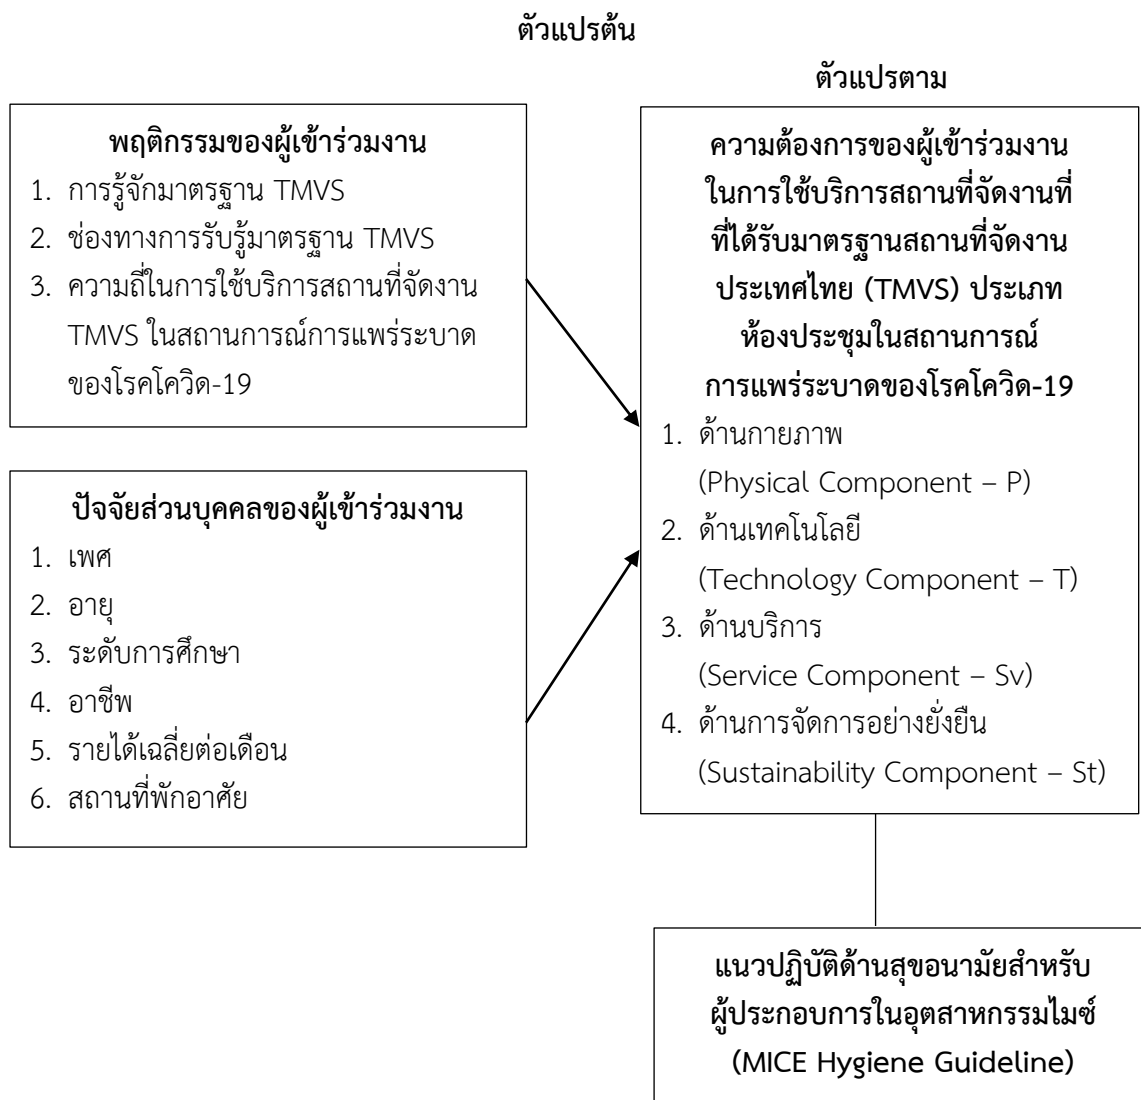 ตัวแปรต้น
ตัวแปรตาม
พฤติกรรมของผู้เข้าร่วมงาน
1. การรู้จักมาตรฐาน TMVS
2. ช่องทางการรับรู้มาตรฐาน TMVS
3. ความถี่ในการใช้บริการสถานที่จัดงาน
TMVS ในสถานการณ์การแพร่ระบาด
ของโรคโควิด-19
ปัจจัยส่วนบุคคลของผู้เข้าร่วมงาน
1. เพศ
2. อายุ
3. ระดับการศึกษา
4. อาชีพ
5. รายได้เฉลี่ยต่อเดือน
6. สถานที่พักอาศัย
ความต้องการของผู้เข้าร่วมงาน
ในการใช้บริการสถานที่จัดงานที่
ที่ได้รับมาตรฐานสถานที่จัดงาน
ประเทศไทย (TMVS) ประเภท
ห้องประชุมในสถานการณ์
การแพร่ระบาดของโรคโควิด-19
1. ด้านกายภาพ
(Physical Component – P)
2. ด้านเทคโนโลยี
(Technology Component – T)
3. ด้านบริการ
(Service Component – Sv)
4. ด้านการจัดการอย่างยั่งยืน
(Sustainability Component – St)
แนวปฏิบัติด้านสุขอนามัยสำหรับ
ผู้ประกอบการในอุตสาหกรรมไมซ์
(MICE Hygiene Guideline)